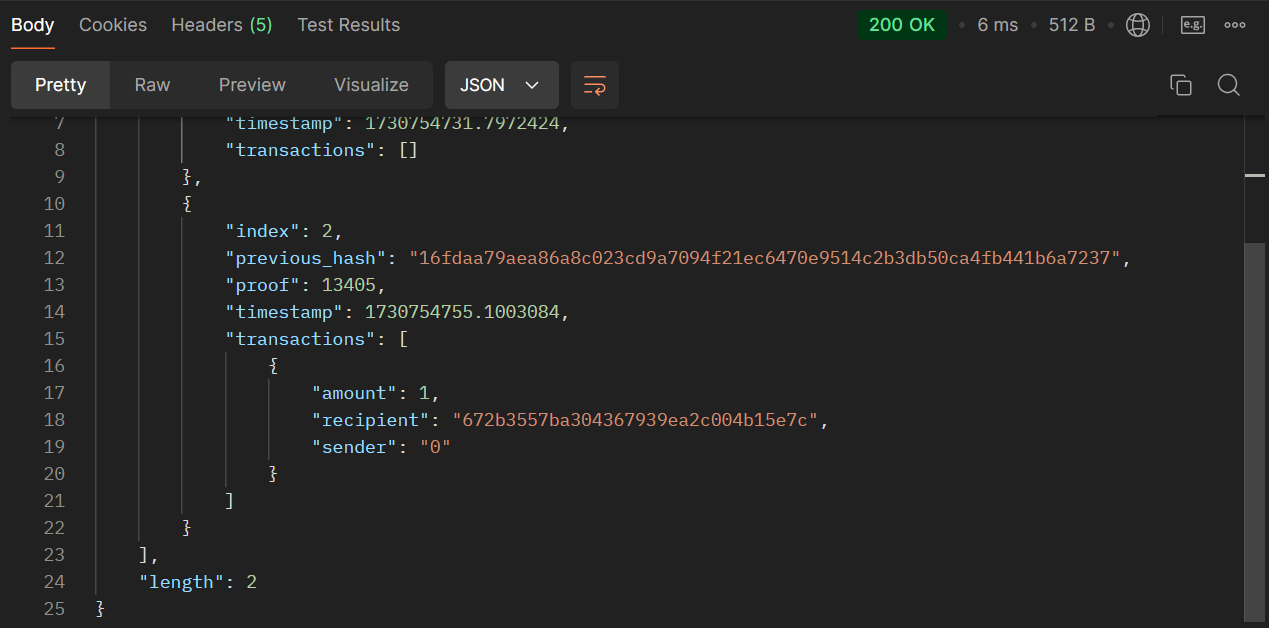 Body Cookies Headers (5) Test Results 200 OK 6 ms 512 B e.g.
Pretty Raw Preview Visualize JSON
7 "timestamp": 1730754731.7972424,
8 "transactions": []
9 },
10 {
11 "index": 2,
12 "previous_hash": "16fdaa79aea86a8c023cd9a7094f21ec6470e9514c2b3db50ca4fb441b6a7237",
13 "proof": 13405,
14 "timestamp": 1730754755.1003084,
15 "transactions": [
16 {
17 "amount": 1,
18 "recipient": "672b3557ba304367939ea2c004b15e7c",
19 "sender": "0"
20 }
21 ]
22 }
23 ],
24 "length": 2
25 }